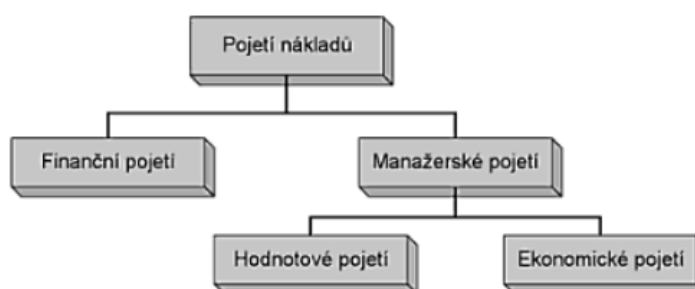 Pojetí nákladů
Finanční pojetí
Manažerské pojetí
Hodnotové pojetí
Ekonomické pojetí